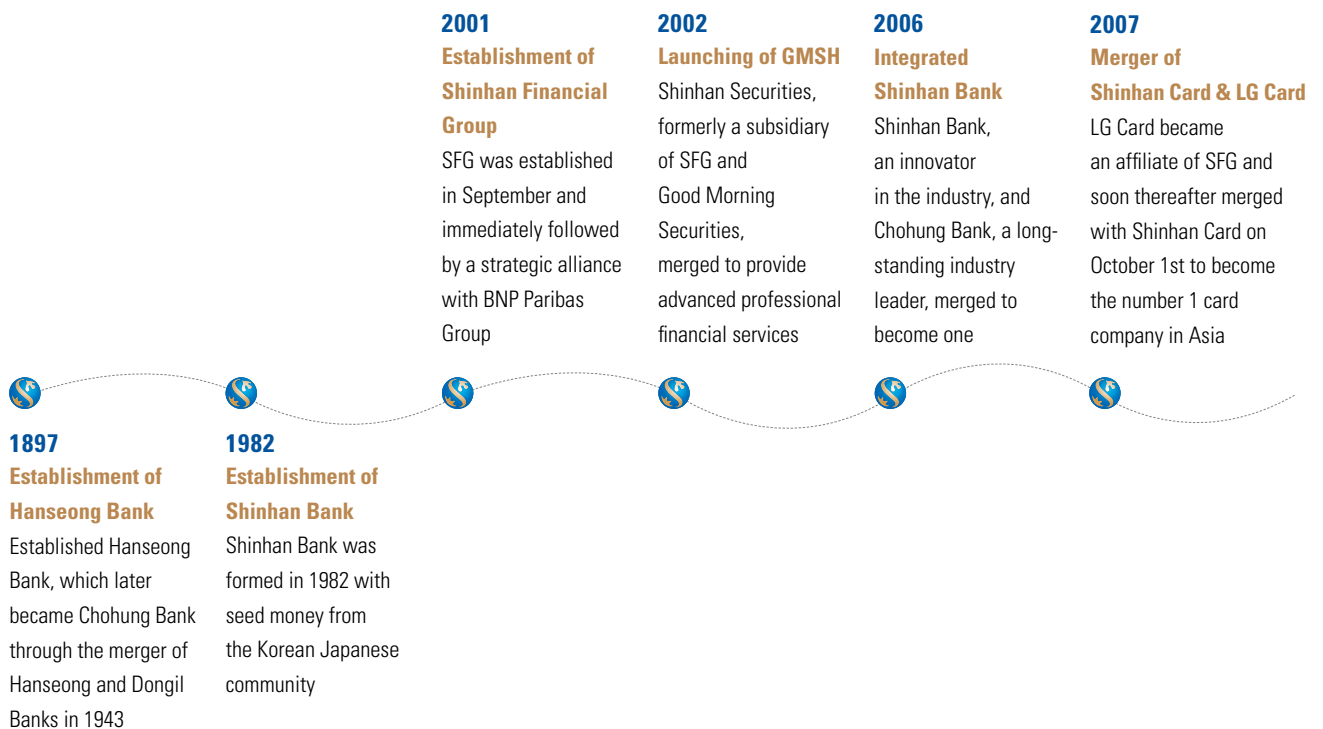 2001
Establishment of
Shinhan Financial
Group
SFG was established
in September and
immediately followed
by a strategic alliance
with BNP Paribas
Group
2002
Launching of GMSH
Shinhan Securities,
formerly a subsidiary
of SFG and
Good Morning
Securities,
merged to provide
advanced professional
financial services
2006
Integrated
Shinhan Bank
Shinhan Bank,
an innovator
in the industry, and
Chohung Bank, a long-
standing industry
leader, merged to
become one
2007
Merger of
Shinhan Card & LG Card
LG Card became
an affiliate of SFG and
soon thereafter merged
with Shinhan Card on
October 1st to become
the number 1 card
company in Asia
1897
Establishment of
Hanseong Bank
Established Hanseong
Bank, which later
became Chohung Bank
through the merger of
Hanseong and Dongil
Banks in 1943
1982
Establishment of
Shinhan Bank
Shinhan Bank was
formed in 1982 with
seed money from
the Korean Japanese
community